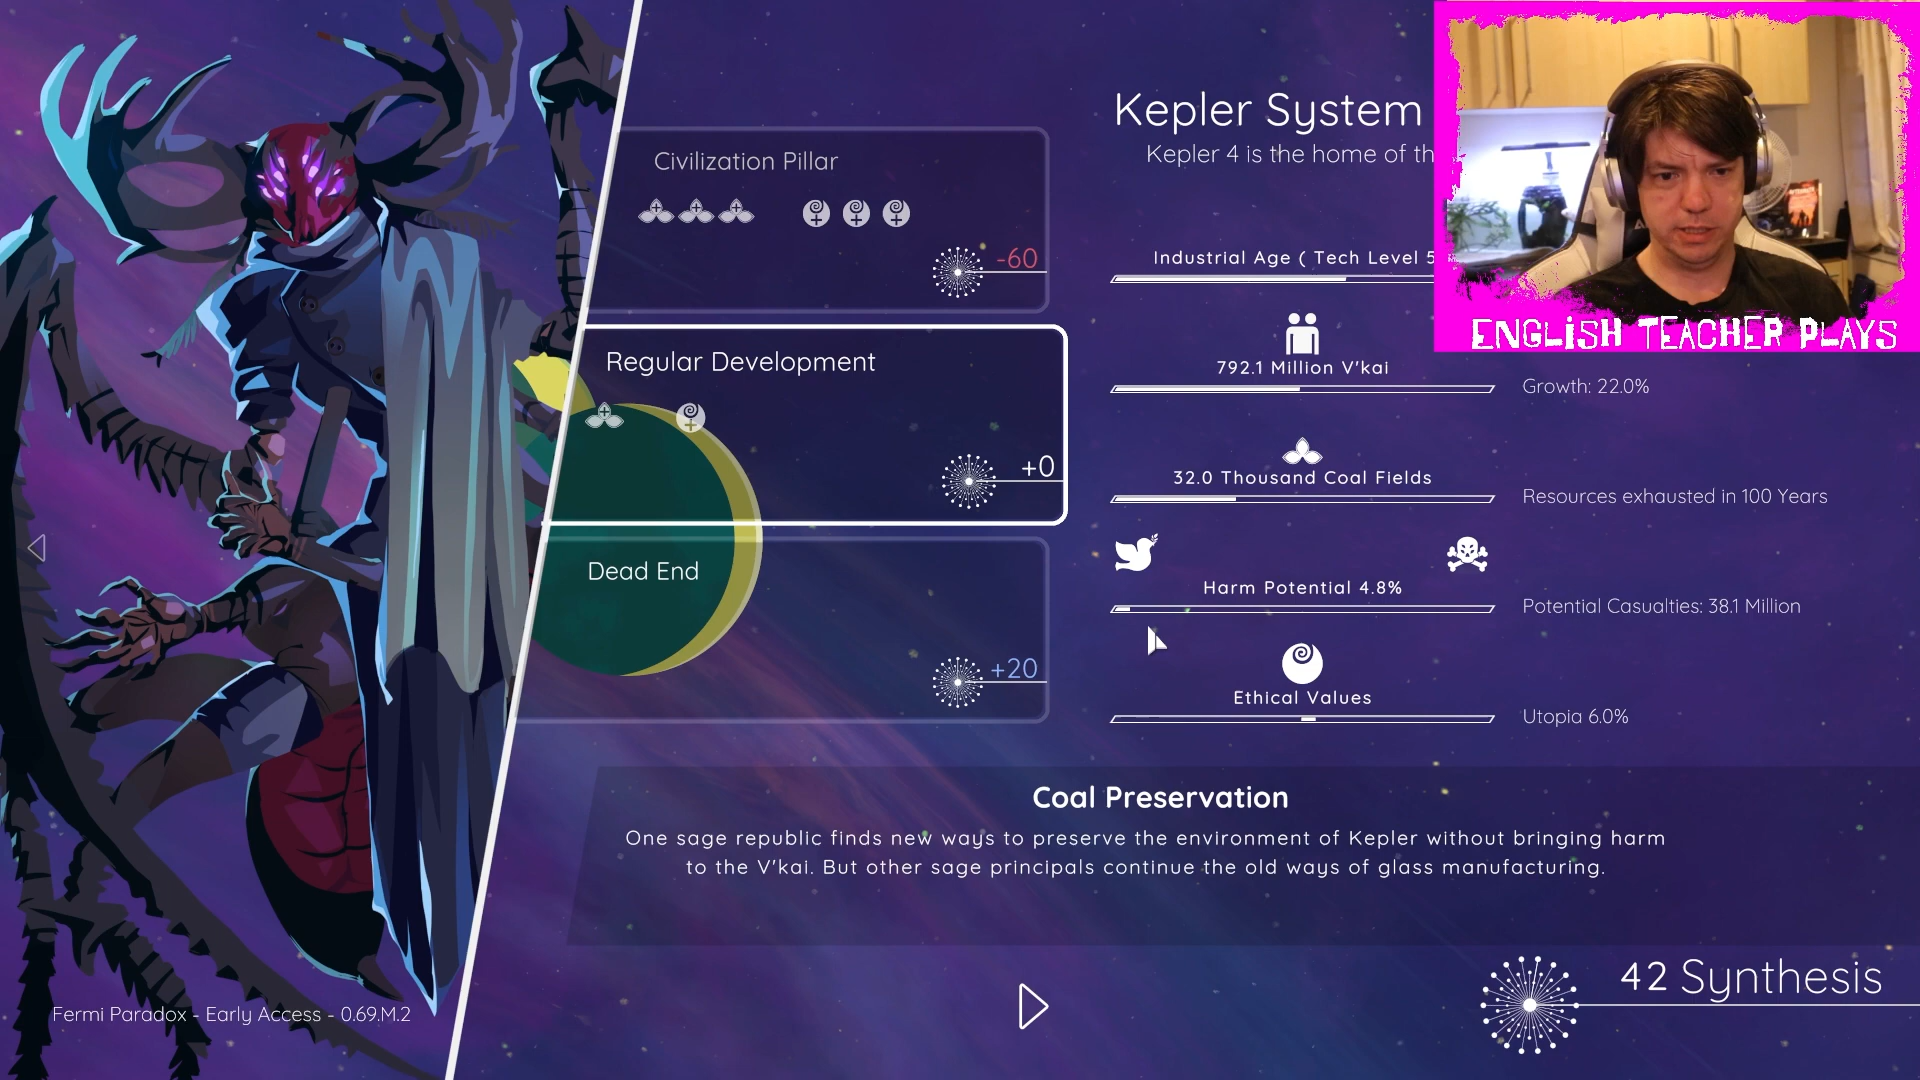 Kepler System
Kepler 4 is the home of th
ENGLISH TEACHER PLAYS
Civilization Pillar
-60
Regular Development
+0
Dead End
+20
Industrial Age ( Tech Level 5
792.1 Million V'kai
Growth: 22.0%
32.0 Thousand Coal Fields
Resources exhausted in 100 Years
Harm Potential 4.8%
Potential Casualties: 38.1 Million
Ethical Values
Utopia 6.0%
Coal Preservation
One sage republic finds new ways to preserve the environment of Kepler without bringing harm
to the V'kai. But other sage principals continue the old ways of glass manufacturing.
42 Synthesis
Fermi Paradox - Early Access - 0.69.M.2